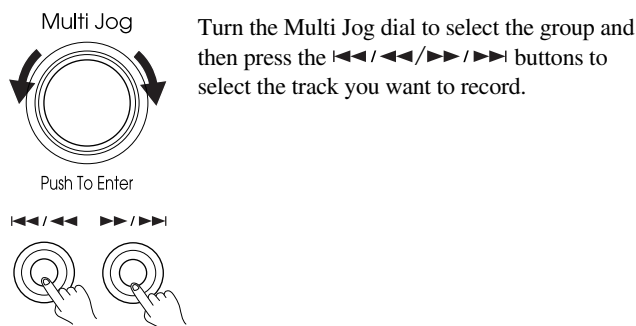 Multi Jog
Turn the Multi Jog dial to select the group and
then press the ⏮/◀◀/▶▶/⏭ buttons to
select the track you want to record.
Push To Enter
⏮/◀◀ ▶▶/⏭